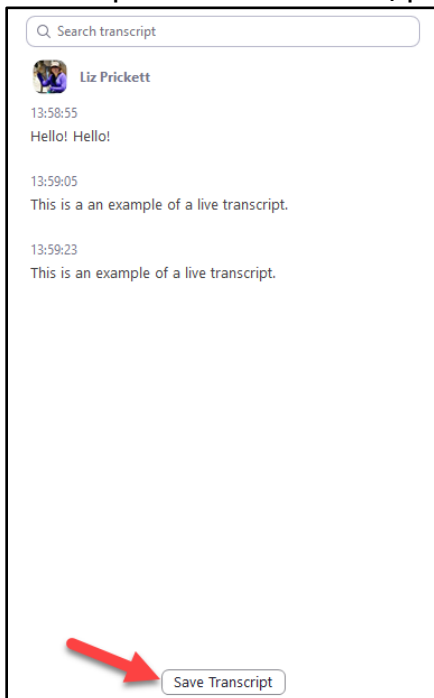 Search transcript
Liz Prickett
13:58:55
Hello! Hello!
13:59:05
This is a an example of a live transcript.
13:59:23
This is an example of a live transcript.
Save Transcript